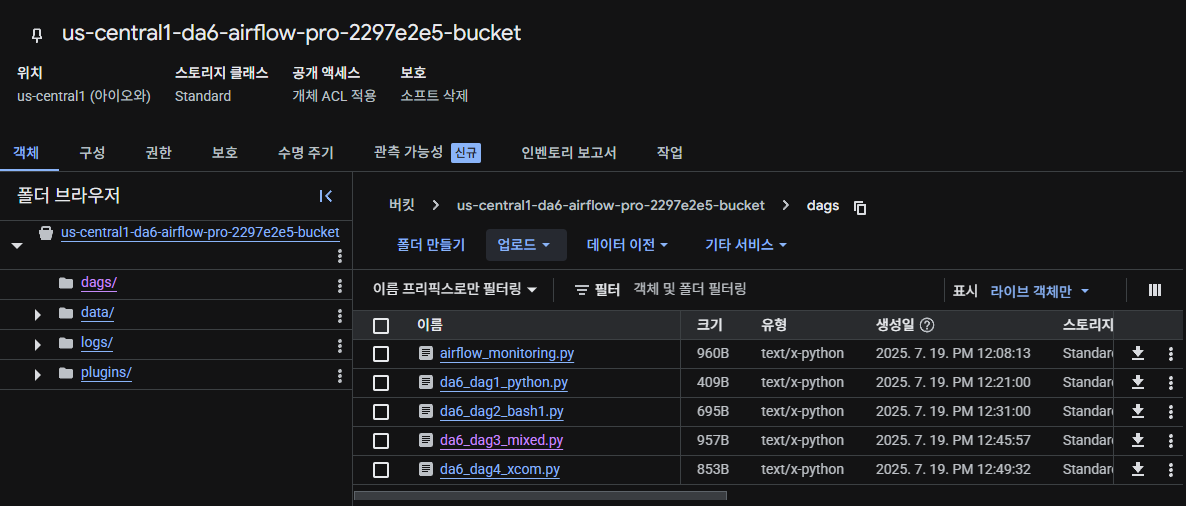 us-central1-da6-airflow-pro-2297e2e5-bucket
위치 스토리지 클래스 공개 액세스 보호
us-central1 (아이오와) Standard 개체 ACL 적용 소프트 삭제
객체 구성 권한 보호 수명 주기 관측 가능성 신규 인벤토리 보고서 작업
폴더 브라우저
us-central1-da6-airflow-pro-2297e2e5-bucket
dags/
data/
logs/
plugins/
버킷 us-central1-da6-airflow-pro-2297e2e5-bucket dags
폴더 만들기 업로드 데이터 이전 기타 서비스
이름 프리픽스로만 필터링 필터 객체 및 폴더 필터링 표시 라이브 객체만
이름 크기 유형 생성일 스토리지
airflow_monitoring.py 960B text/x-python 2025. 7. 19. PM 12:08:13 Standard
da6_dag1_python.py 409B text/x-python 2025. 7. 19. PM 12:21:00 Standard
da6_dag2_bash1.py 695B text/x-python 2025. 7. 19. PM 12:31:00 Standard
da6_dag3_mixed.py 957B text/x-python 2025. 7. 19. PM 12:45:57 Standard
da6_dag4_xcom.py 853B text/x-python 2025. 7. 19. PM 12:49:32 Standard